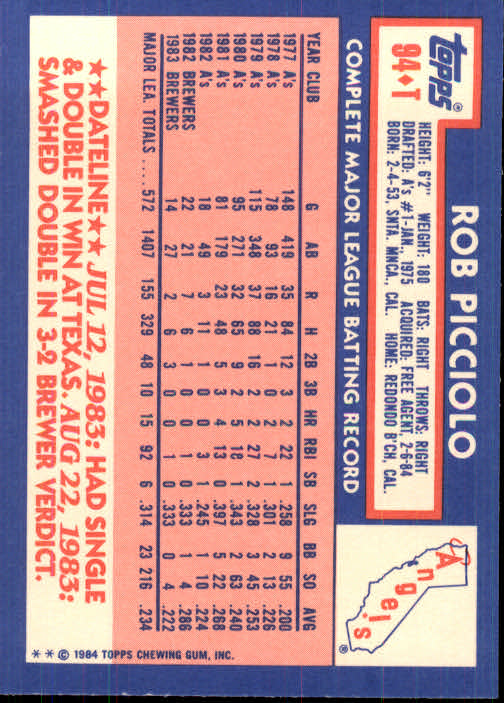 topps®
94♦T
ROB PICCIOLO
HEIGHT: 6'2" WEIGHT: 180 BATS: RIGHT THROWS: RIGHT
DRAFTED: A's #1-JAN. 1975 ACQUIRED: FREE AGENT, 2-6-84
BORN: 2-4-53, SNTA. MNCA., CAL. HOME: REDONDO B'CH, CAL.
Angels
COMPLETE MAJOR LEAGUE BATTING RECORD
YEAR CLUB G AB R H 2B 3B HR RBI SB SLG BB SO AVG
1977 A's 148 419 35 84 12 3 2 22 1 .258 9 55 .200
1978 A's 78 93 16 21 1 0 2 7 1 .301 2 13 .226
1979 A's 115 348 37 88 16 2 2 27 2 .328 3 45 .253
1980 A's 95 271 32 65 9 2 5 18 1 .343 2 63 .240
1981 A's 81 179 23 48 5 3 4 13 0 .397 5 22 .268
1982 A's 18 49 3 11 1 0 0 3 1 .245 1 10 .224
1982 BREWERS 22 21 7 6 1 0 0 1 0 .333 1 4 .286
1983 BREWERS 14 27 2 6 3 0 0 1 0 .333 0 4 .222
MAJOR LEA. TOTALS .... 572 1407 155 329 48 10 15 92 6 .314 23 216 .234
★★DATELINE★★ JUL 12, 1983: HAD SINGLE
& DOUBLE IN WIN AT TEXAS. AUG 22, 1983:
SMASHED DOUBLE IN 3-2 BREWER VERDICT.
** © 1984 TOPPS CHEWING GUM, INC.